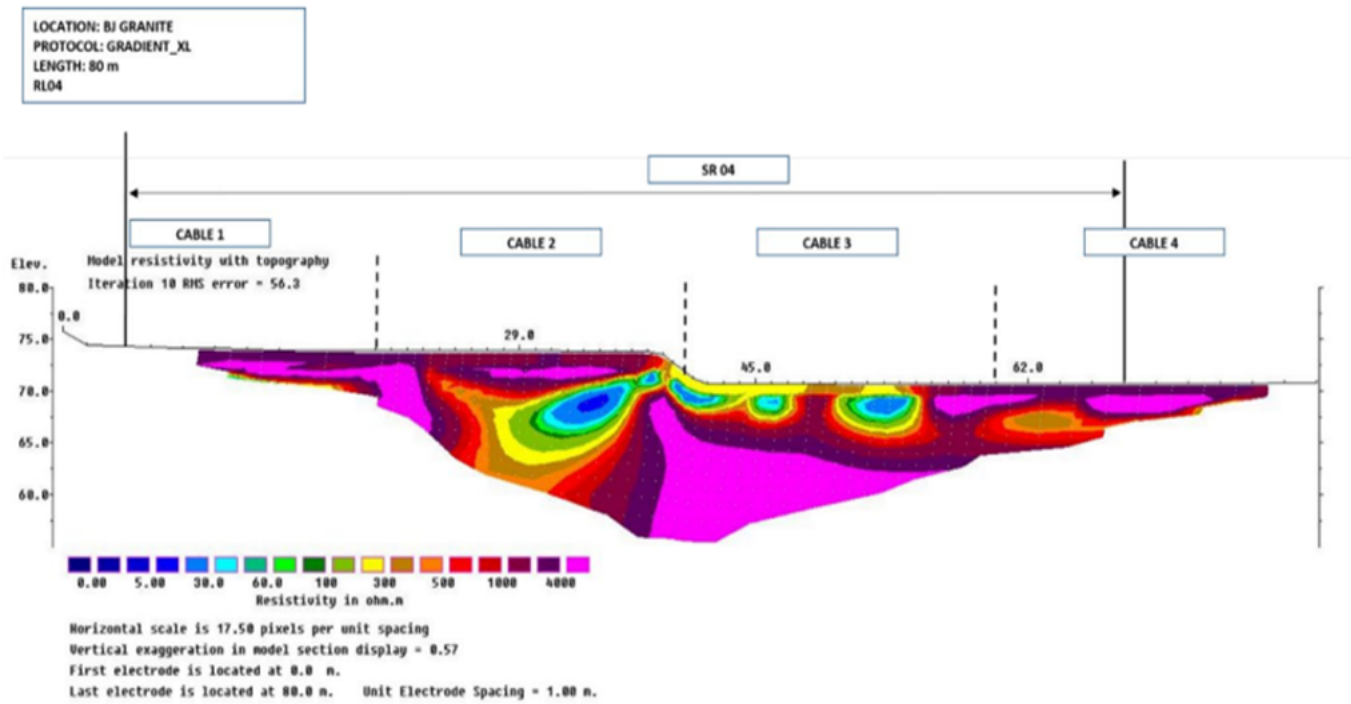 LOCATION: BJ GRANITE
PROTOCOL: GRADIENT_XL
LENGTH: 80 m
RL04
SR 04
CABLE 1
CABLE 2
CABLE 3
CABLE 4
Elev.
Model resistivity with topography
Iteration 10 RMS error = 56.3
80.0
0.0
75.0
29.0
45.0
62.0
70.0
65.0
60.0
0.00 5.00 30.0 60.0 100 300 500 1000 4000
Resistivity in ohm.m
Horizontal scale is 17.50 pixels per unit spacing
Vertical exaggeration in model section display = 0.57
First electrode is located at 0.0 m.
Last electrode is located at 80.0 m. Unit Electrode Spacing = 1.00 m.